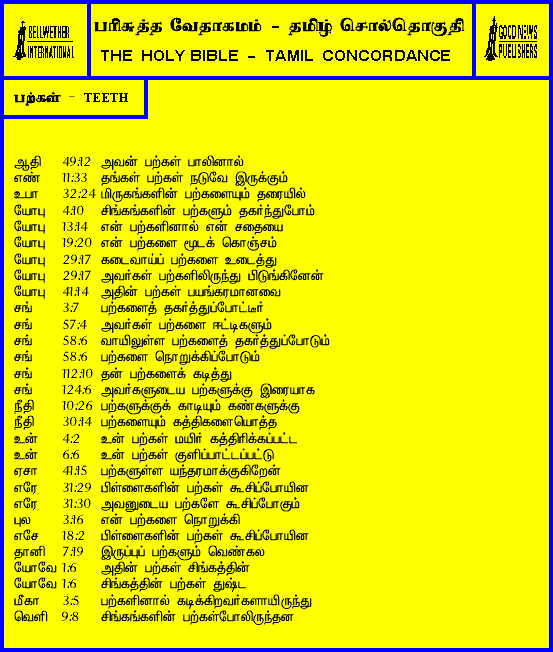 BELLWETHER
INTERNATIONAL
பரிசுத்த வேதாகமம் - தமிழ் சொல்தொகுதி
THE HOLY BIBLE - TAMIL CONCORDANCE
GOOD NEWS
PUBLISHERS
பற்கள் - TEETH
ஆதி 49:12 அவன் பற்கள் பாலினால்
எண் 11:33 தங்கள் பற்கள் நடுவே இருக்கும்
உபா 32:24 மிருகங்களின் பற்களையும் தரையில்
யோபு 4:10 சிங்கங்களின் பற்களும் தகர்ந்துபோம்
யோபு 13:14 என் பற்களினால் என் சதையை
யோபு 19:20 என் பற்களை மூடக் கொஞ்சம்
யோபு 29:17 கடைவாய்ப் பற்களை உடைத்து
யோபு 29:17 அவர்கள் பற்களிலிருந்து பிடுங்கினேன்
யோபு 41:14 அதின் பற்கள் பயங்கரமானவை
சங் 3:7 பற்களைத் தகர்த்துப்போட்டீர்
சங் 57:4 அவர்கள் பற்களை ஈட்டிகளும்
சங் 58:6 வாயிலுள்ள பற்களைத் தகர்த்துப்போடும்
சங் 58:6 பற்களை நொறுக்கிப்போடும்
சங் 112:10 தன் பற்களைக் கடித்து
சங் 124:6 அவர்களுடைய பற்களுக்கு இரையாக
நீதி 10:26 பற்களுக்குக் காடியும் கண்களுக்கு
நீதி 30:14 பற்களையும் கத்திகளையொத்த
உன் 4:2 உன் பற்கள் மயிர் கத்திரிக்கப்பட்ட
உன் 6:6 உன் பற்கள் குளிப்பாட்டப்பட்டு
ஏசா 41:15 பற்களுள்ள யந்தரமாக்குகிறேன்
எரே 31:29 பிள்ளைகளின் பற்கள் கூசிப்போயின
எரே 31:30 அவனுடைய பற்களே கூசிப்போகும்
புல 3:16 என் பற்களை நொறுக்கி
எசே 18:2 பிள்ளைகளின் பற்கள் கூசிப்போயின
தானி 7:19 இருப்புப் பற்களும் வெண்கல
யோவே 1:6 அதின் பற்கள் சிங்கத்தின்
யோவே 1:6 சிங்கத்தின் பற்கள் துஷ்ட
மீகா 3:5 பற்களினால் கடிக்கிறவர்களாயிருந்து
வெளி 9:8 சிங்கங்களின் பற்கள்போலிருந்தன